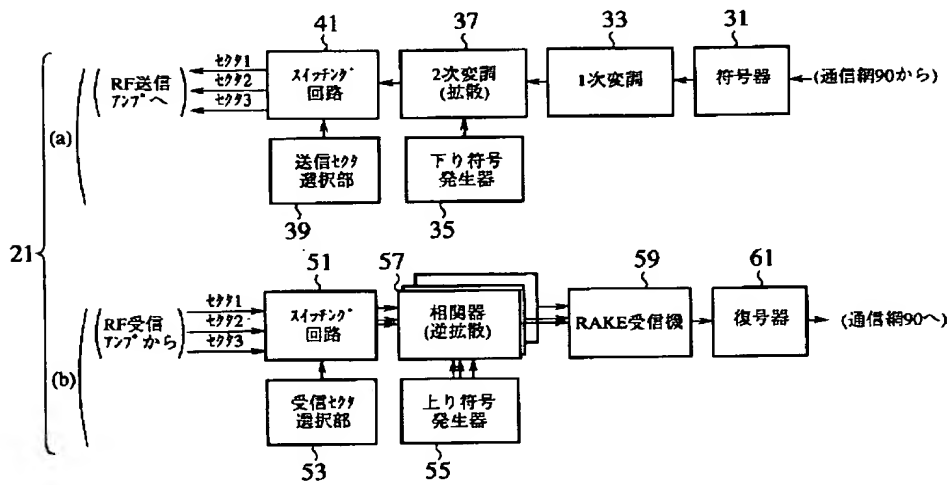 41
37
33
31
セクタ1
セクタ2
セクタ3
(RF送信
アンプへ)
スイッチング
回路
2次変調
(拡散)
1次変調
符号器
(通信網90から)
(a)
送信セクタ
選択部
下り符号
発生器
39
35
21
51
57
59
61
セクタ1
セクタ2
セクタ3
(RF受信
アンプから)
スイッチング
回路
相関器
(逆拡散)
RAKE受信機
復号器
(通信網90へ)
(b)
受信セクタ
選択部
上り符号
発生器
53
55